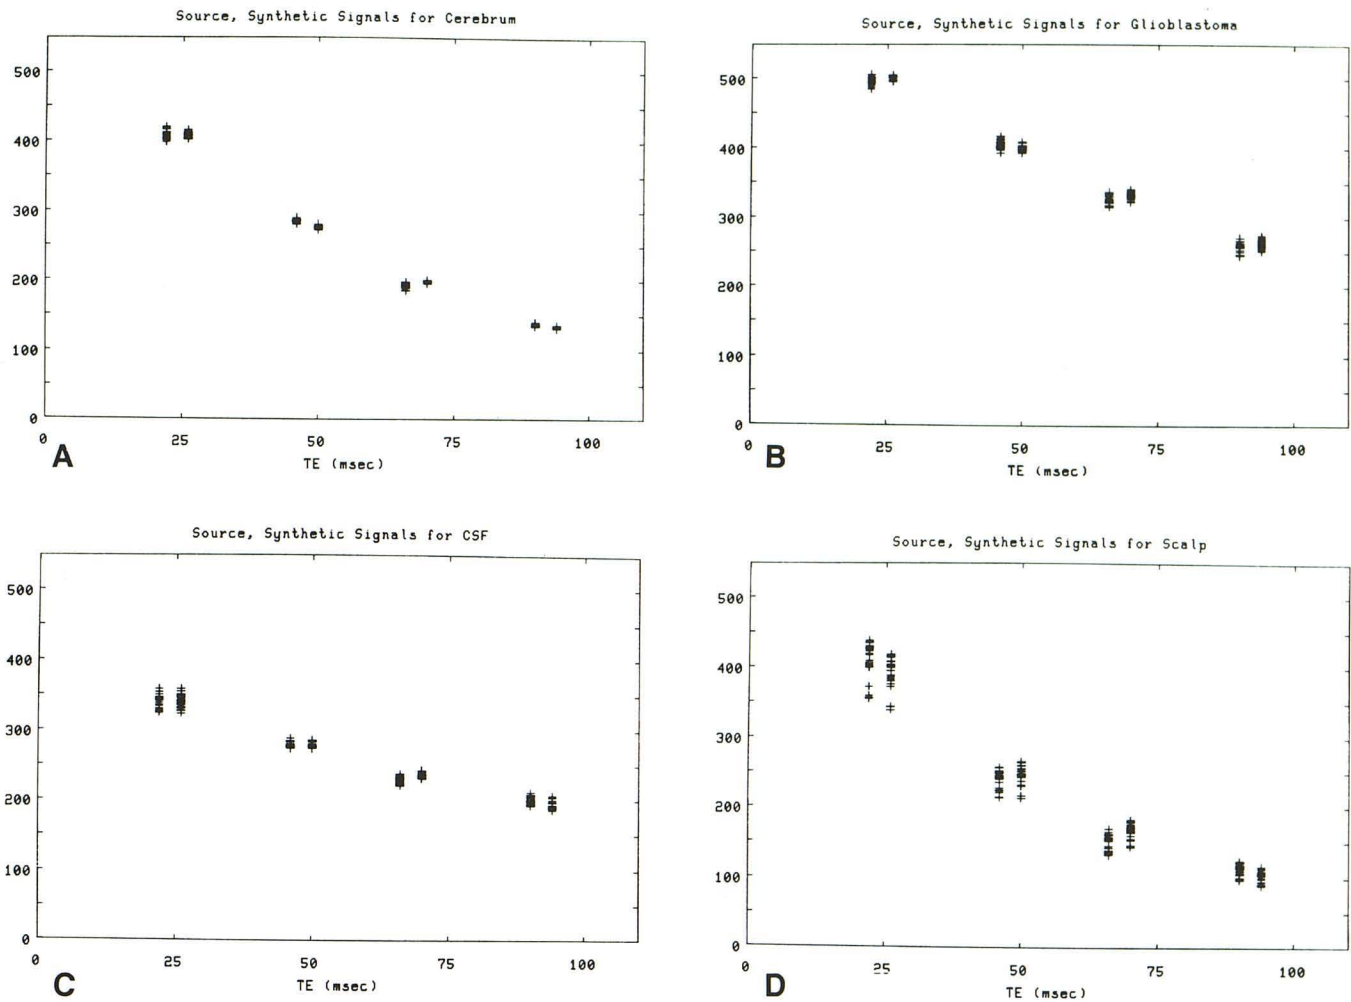 Source, Synthetic Signals for Cerebrum
500
400
300
200
100
0
0 25 50 75 100
TE (msec)
A
Source, Synthetic Signals for Glioblastoma
500
400
300
200
100
0
0 25 50 75 100
TE (msec)
B
Source, Synthetic Signals for CSF
500
400
300
200
100
0
0 25 50 75 100
TE (msec)
C
Source, Synthetic Signals for Scalp
500
400
300
200
100
0
0 25 50 75 100
TE (msec)
D